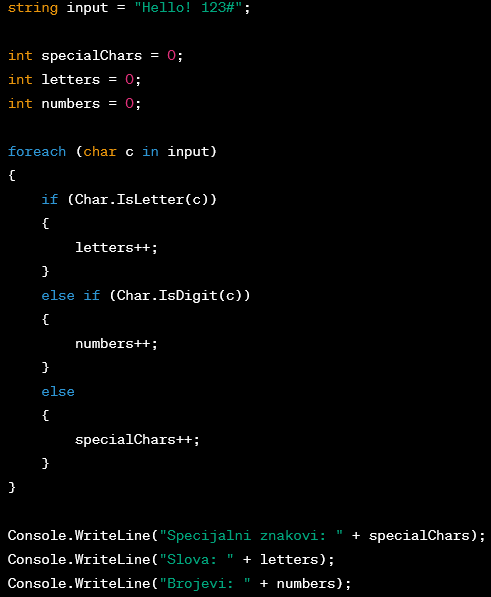 string input = "Hello! 123#";

int specialChars = 0;
int letters = 0;
int numbers = 0;

foreach (char c in input)
{
    if (Char.IsLetter(c))
    {
        letters++;
    }
    else if (Char.IsDigit(c))
    {
        numbers++;
    }
    else
    {
        specialChars++;
    }
}

Console.WriteLine("Specijalni znakovi: " + specialChars);
Console.WriteLine("Slova: " + letters);
Console.WriteLine("Brojevi: " + numbers);